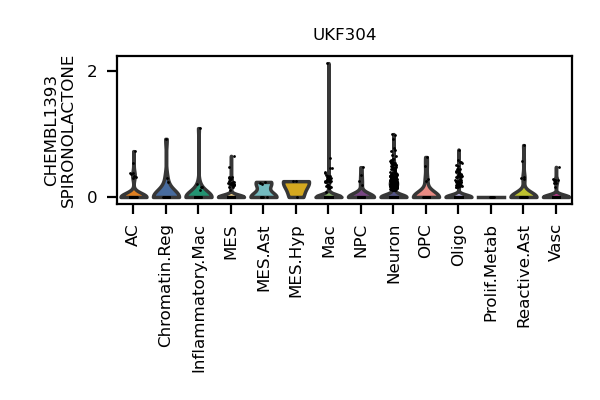 UKF304
CHEMBL1393
SPIRONOLACTONE
2
0
AC
Chromatin.Reg
Inflammatory.Mac
MES
MES.Ast
MES.Hyp
Mac
NPC
Neuron
OPC
Oligo
Prolif.Metab
Reactive.Ast
Vasc